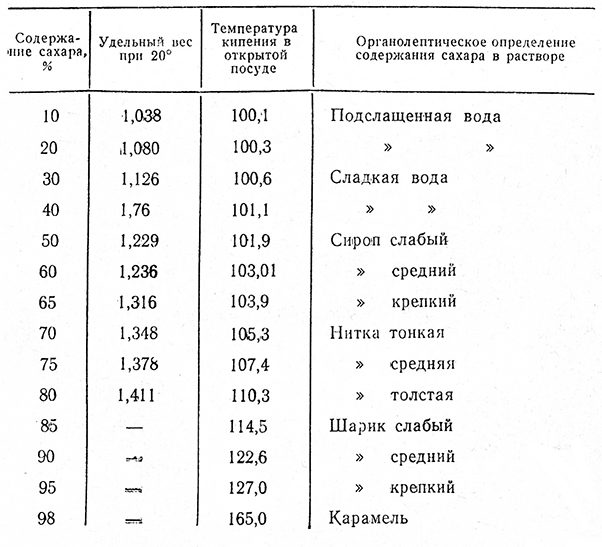 Содержа- Удельный вес Температура Органолептическое определение
ние сахара, при 20° кипения в содержания сахара в растворе
% открытой
посуде
10 1,038 100,1 Подслащенная вода
20 1,080 100,3 » »
30 1,126 100,6 Сладкая вода
40 1,76 101,1 » »
50 1,229 101,9 Сироп слабый
60 1,236 103,01 » средний
65 1,316 103,9 » крепкий
70 1,348 105,3 Нитка тонкая
75 1,378 107,4 » средняя
80 1,411 110,3 » толстая
85 — 114,5 Шарик слабый
90 — 122,6 » средний
95 — 127,0 » крепкий
98 — 165,0 Карамель